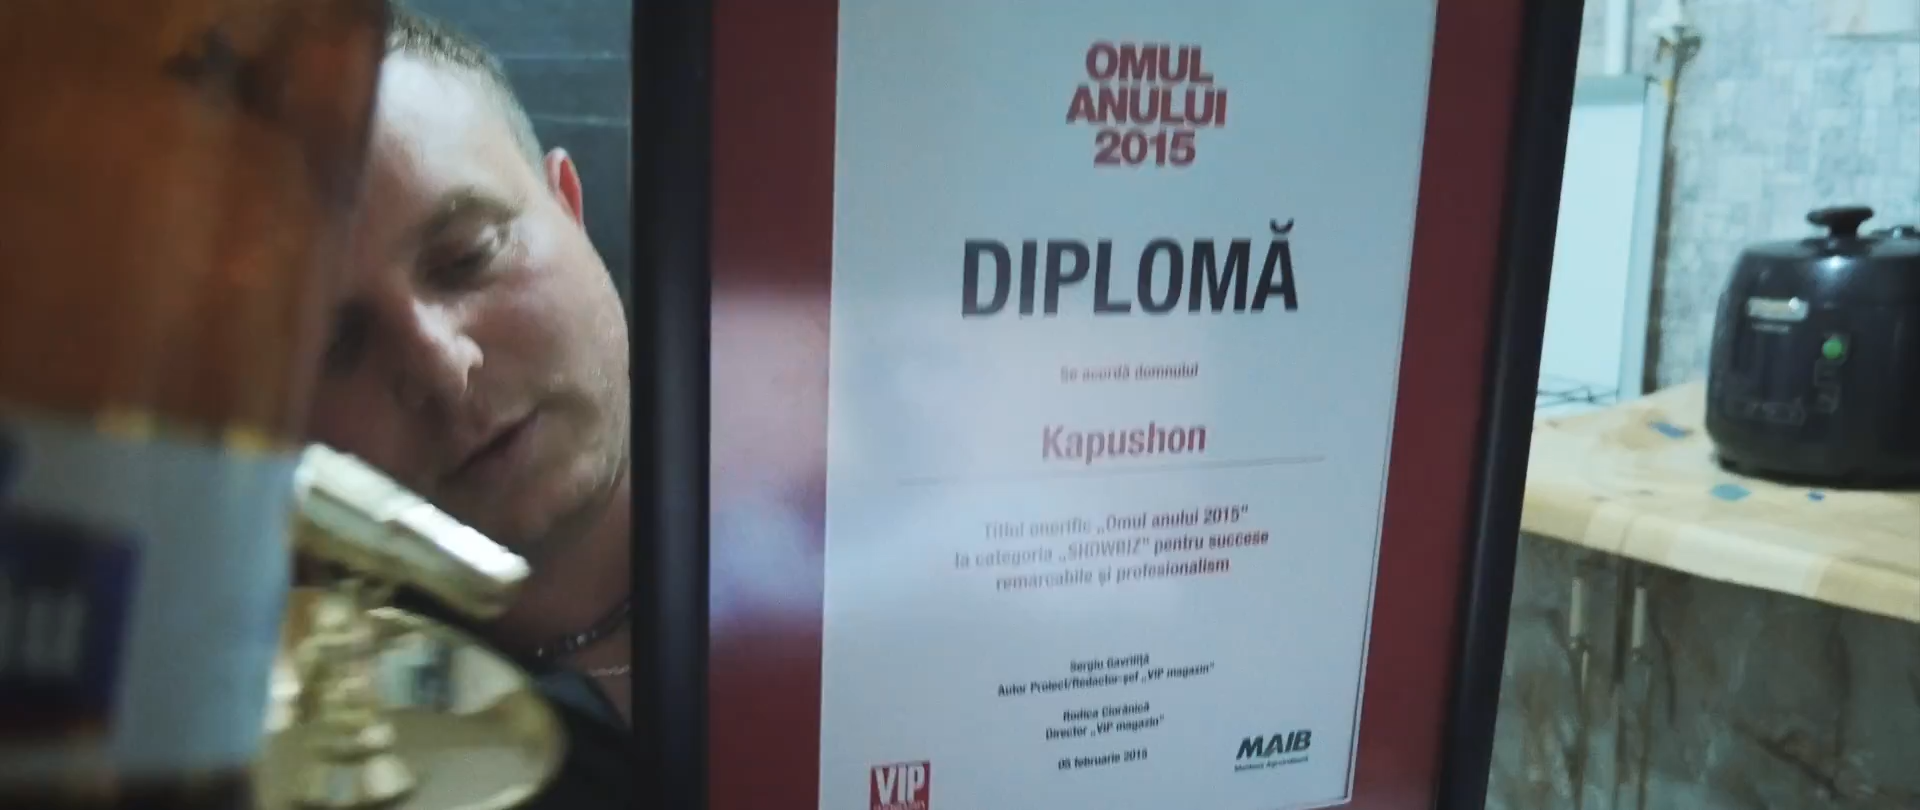 OMUL
ANULUI
2015
DIPLOMĂ
Se acordă domnului
Kapushon
Titlul onorific „Omul anului 2015”
la categoria „SHOWBIZ” pentru succese
remarcabile și profesionalism
Sergiu Gavriliță
Autor Proiect/Redactor-șef „VIP magazin”
Rodica Ciorănică
Director „VIP magazin”
05 februarie 2015
VIP
MAIB